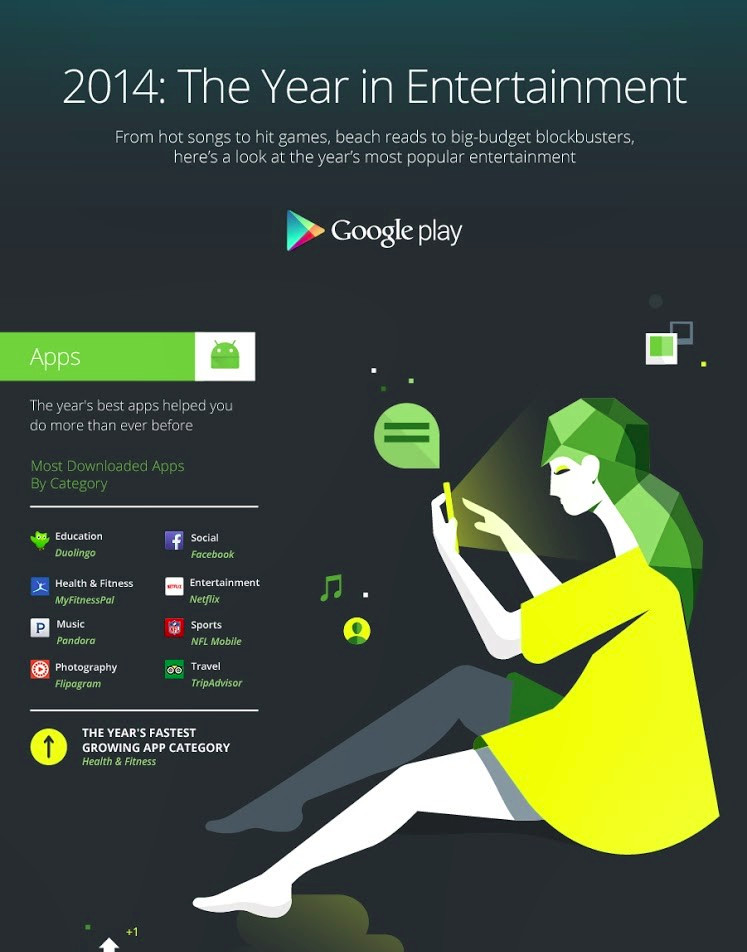 2014: The Year in Entertainment
From hot songs to hit games, beach reads to big-budget blockbusters,
here's a look at the year's most popular entertainment
Google play
Apps
The year's best apps helped you
do more than ever before
Most Downloaded Apps
By Category
Education
Duolingo
Social
Facebook
Health & Fitness
MyFitnessPal
Entertainment
NETFLIX
Netflix
Music
P
Pandora
Sports
NFL
NFL Mobile
Photography
Flipagram
Travel
TripAdvisor
THE YEAR'S FASTEST
GROWING APP CATEGORY
Health & Fitness
+1